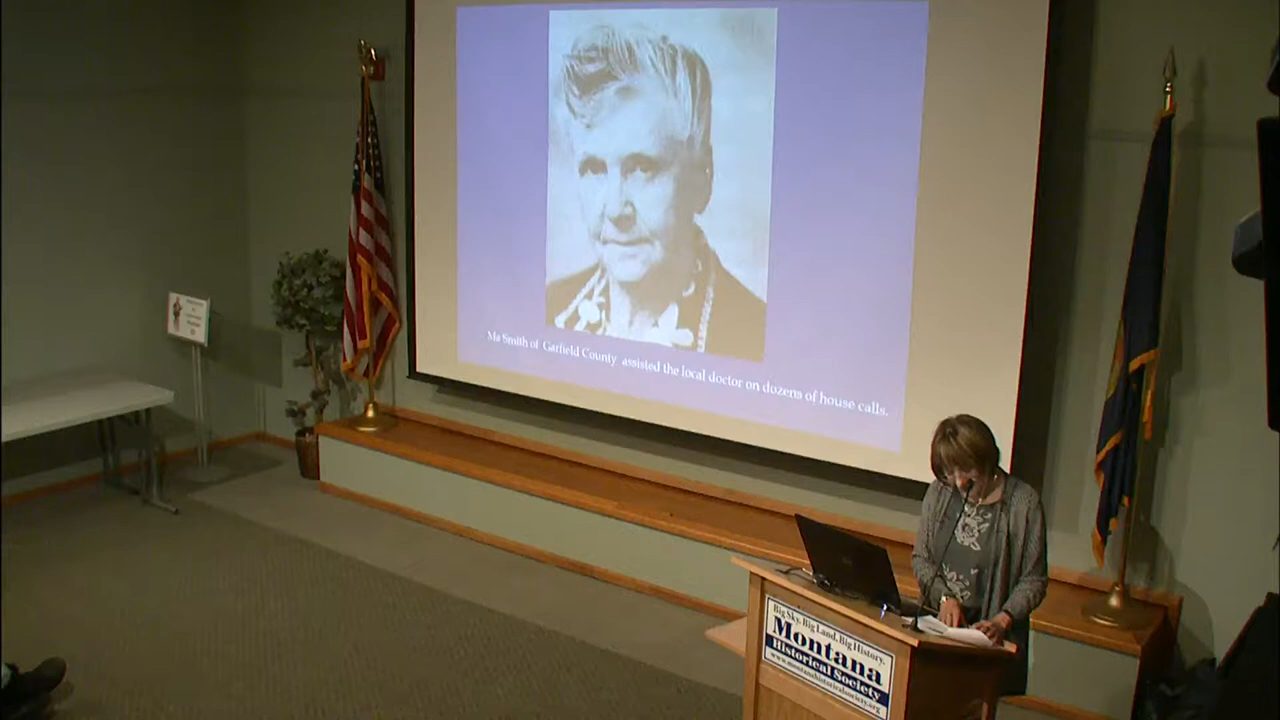 Ma Smith of Garfield County assisted the local doctor on dozens of house calls.
Big Sky. Big Land. Big History.
Montana
Historical Society
www.montanahistoricalsociety.org